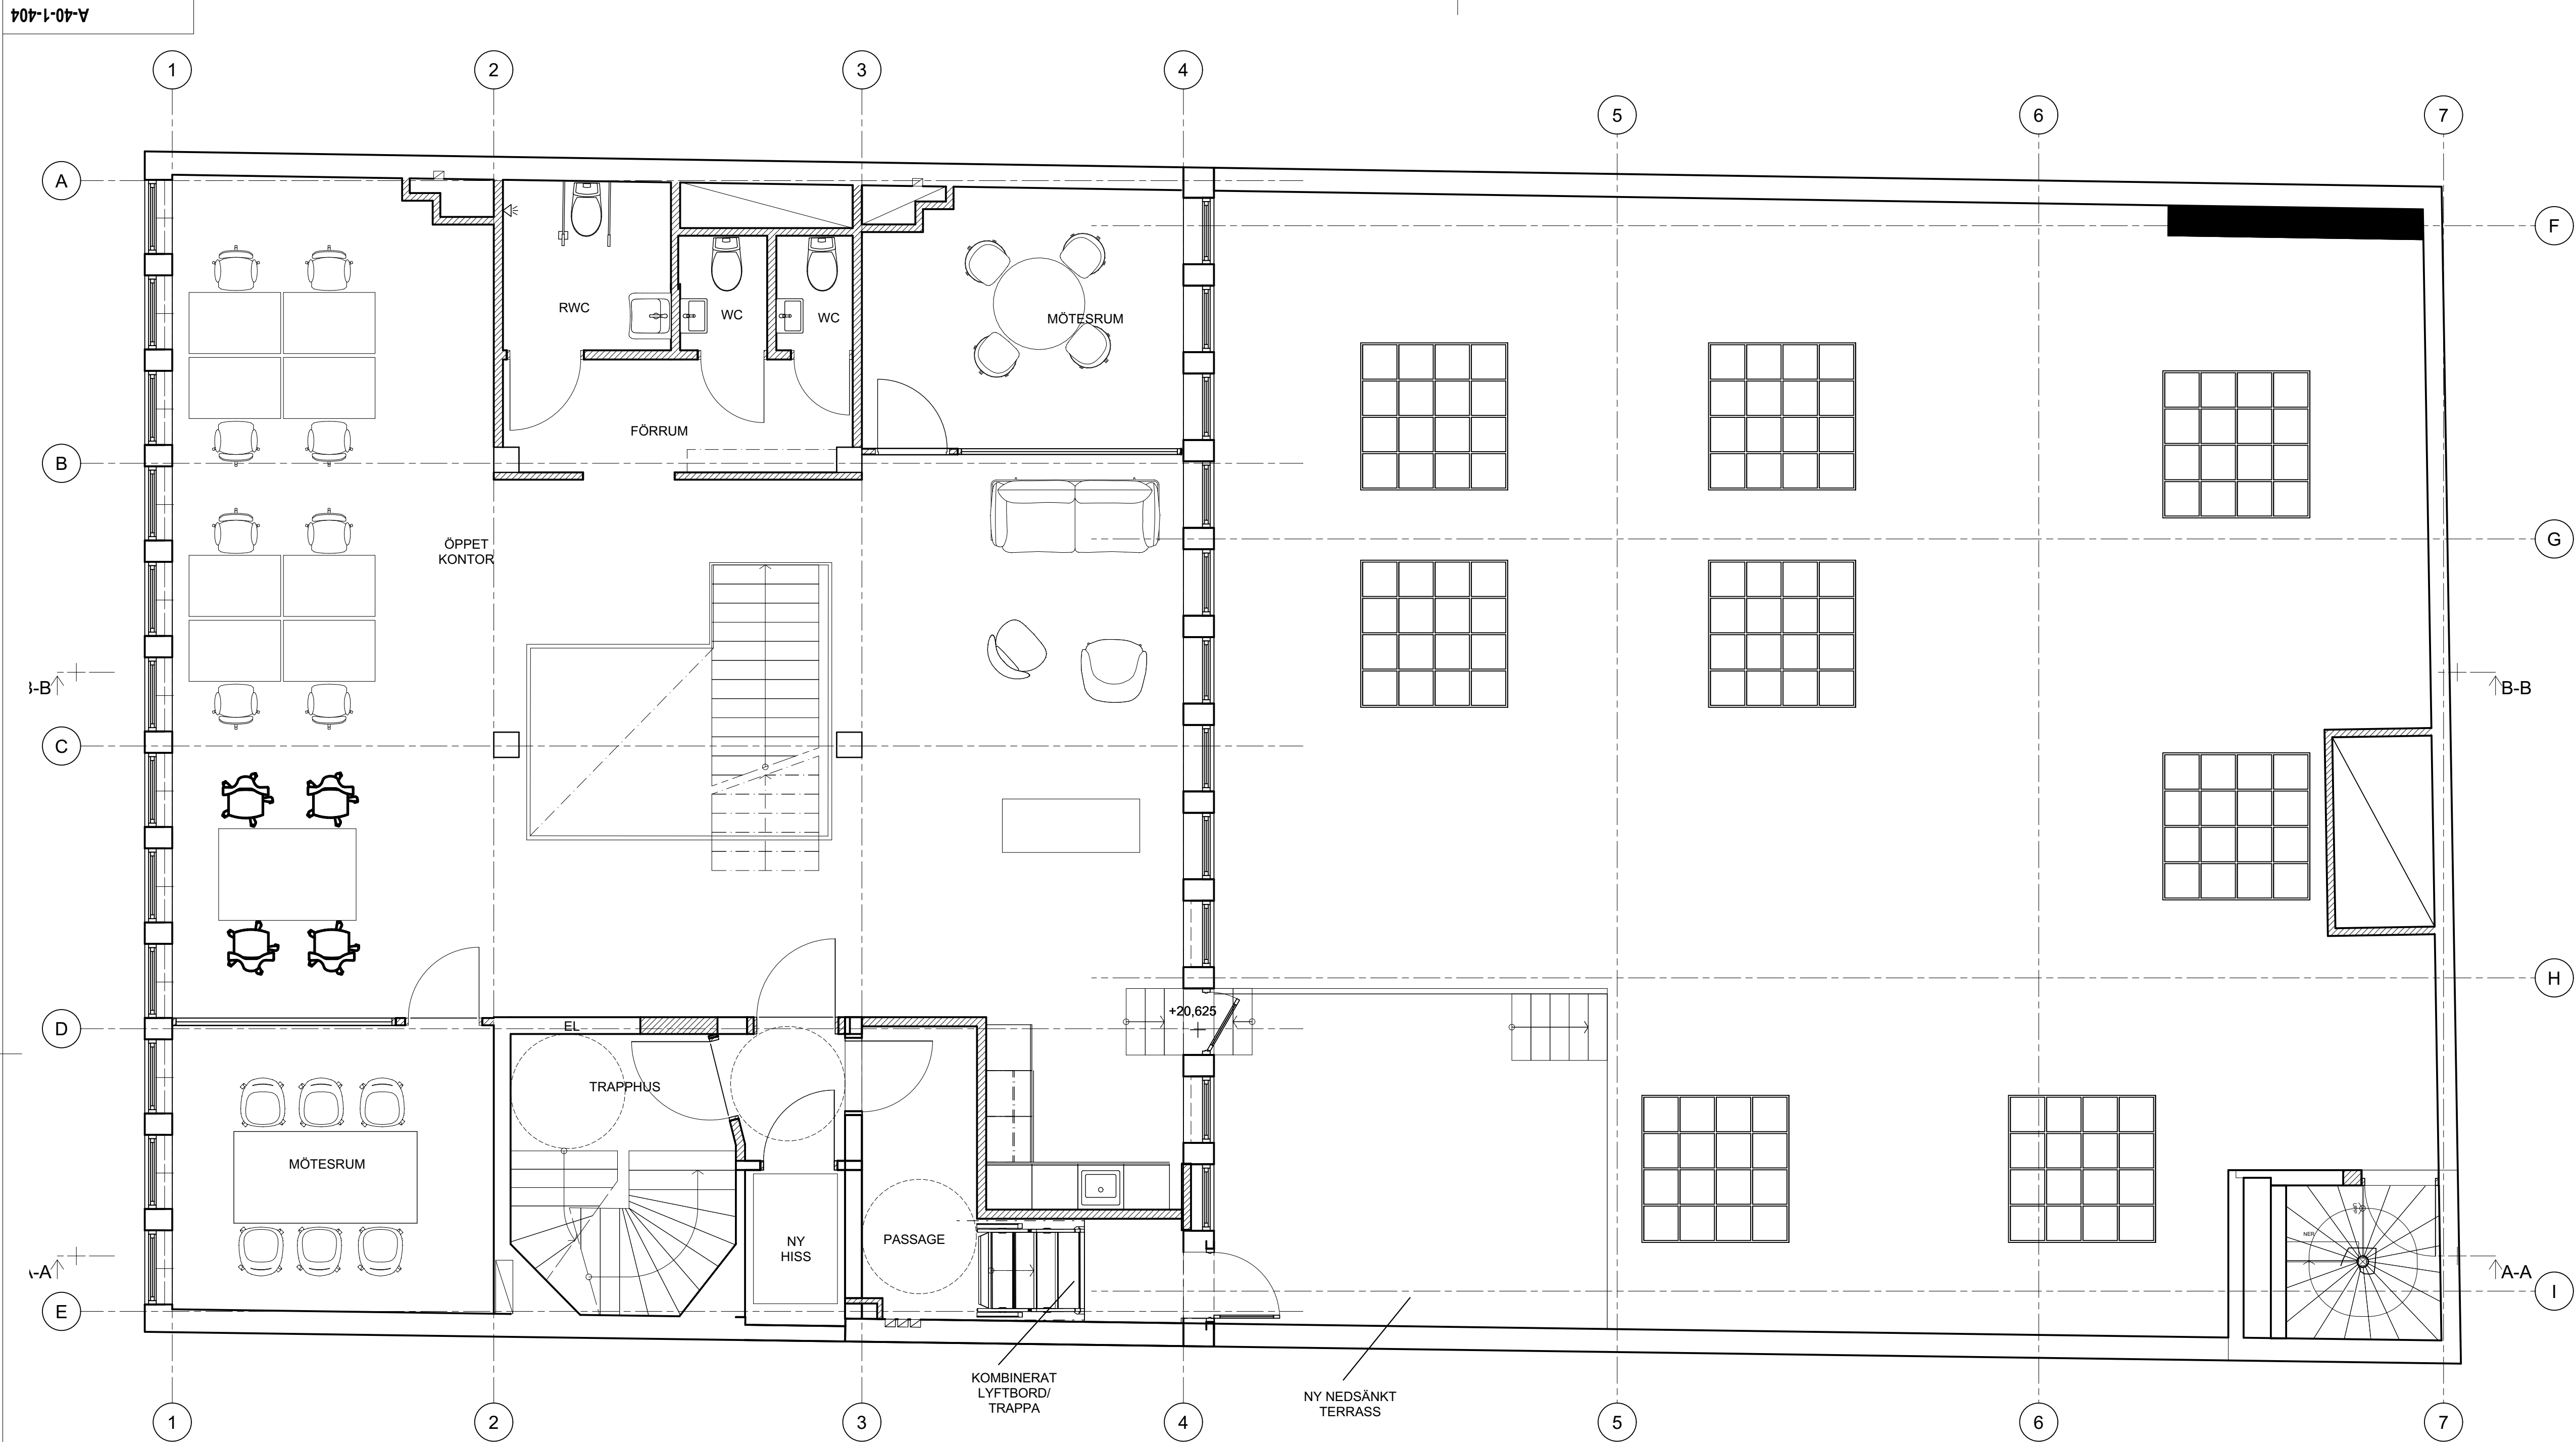 A-40-1-404
1
2
3
4
5
6
7
A
F
RWC
WC
WC
MÖTESRUM
FÖRRUM
B
ÖPPET
KONTOR
G
B-B
C
H
+20,625
D
EL
TRAPPHUS
MÖTESRUM
NY
HISS
PASSAGE
NER
A-A
E
I
KOMBINERAT
LYFTBORD/
TRAPPA
NY NEDSÄNKT
TERRASS
1
2
3
4
5
6
7